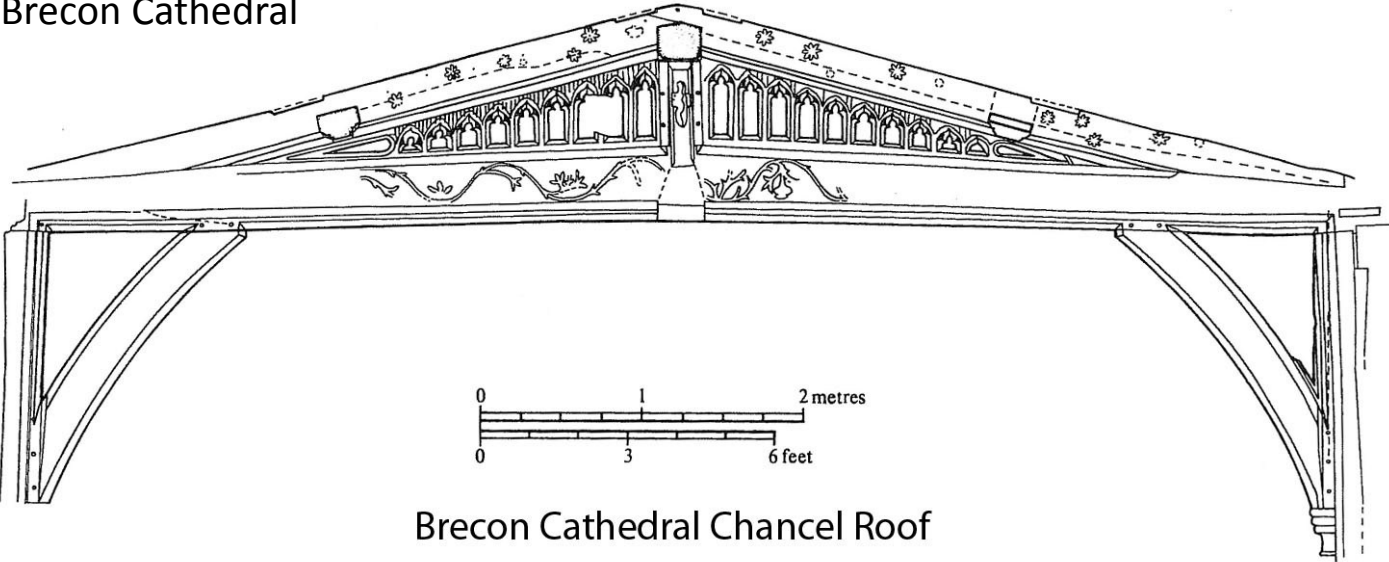 Brecon Cathedral
0 1 2 metres
0 3 6 feet
Brecon Cathedral Chancel Roof